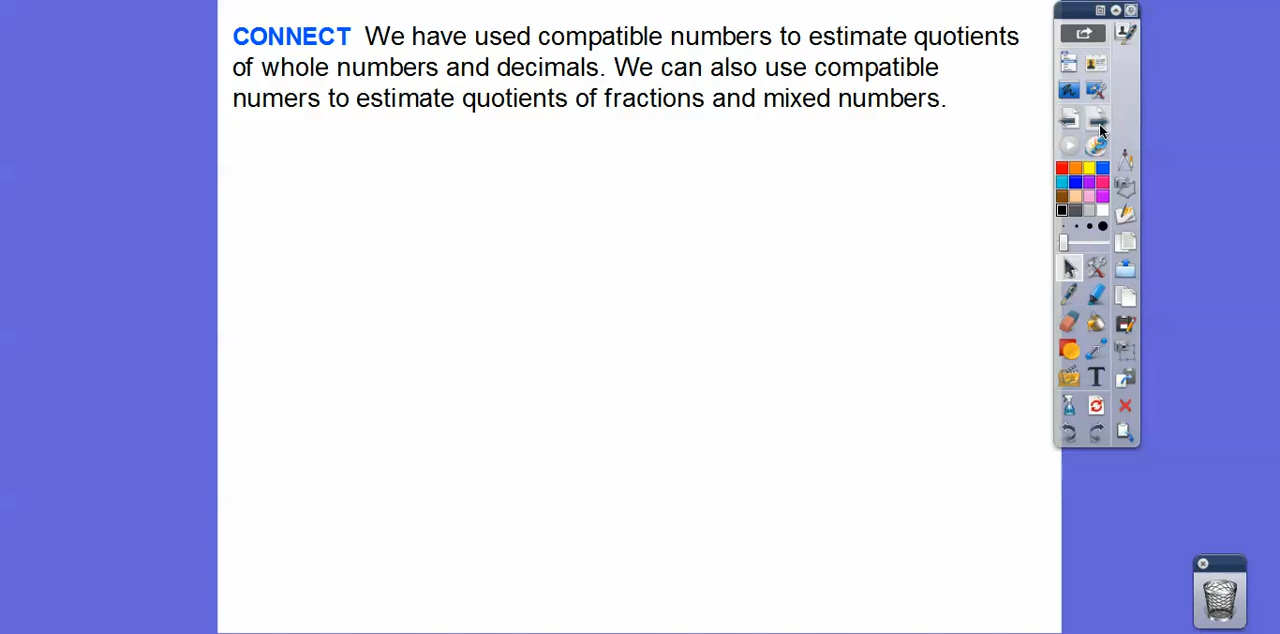 CONNECT We have used compatible numbers to estimate quotients
of whole numbers and decimals. We can also use compatible
numers to estimate quotients of fractions and mixed numbers.